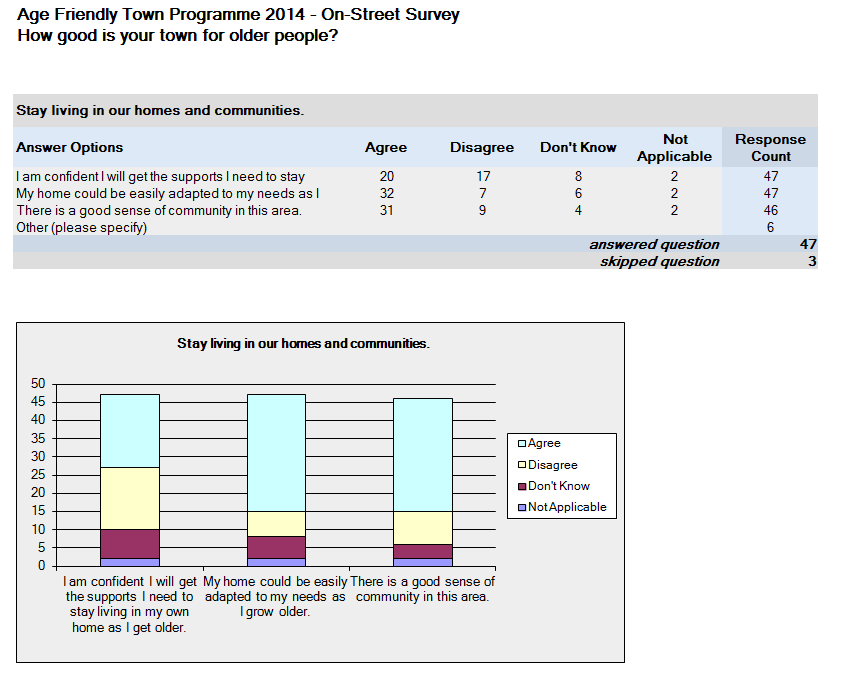 Age Friendly Town Programme 2014 - On-Street Survey
How good is your town for older people?
Stay living in our homes and communities.
Answer Options Agree Disagree Don't Know Not Applicable Response Count
I am confident I will get the supports I need to stay 20 17 8 2 47
My home could be easily adapted to my needs as I 32 7 6 2 47
There is a good sense of community in this area. 31 9 4 2 46
Other (please specify) 6
answered question 47
skipped question 3
Stay living in our homes and communities.
50
45
40
35
30
25
20
15
10
5
0
I am confident I will get
the supports I need to
stay living in my own
home as I get older.
My home could be easily
adapted to my needs as
I grow older.
There is a good sense of
community in this area.
Agree
Disagree
Don't Know
Not Applicable